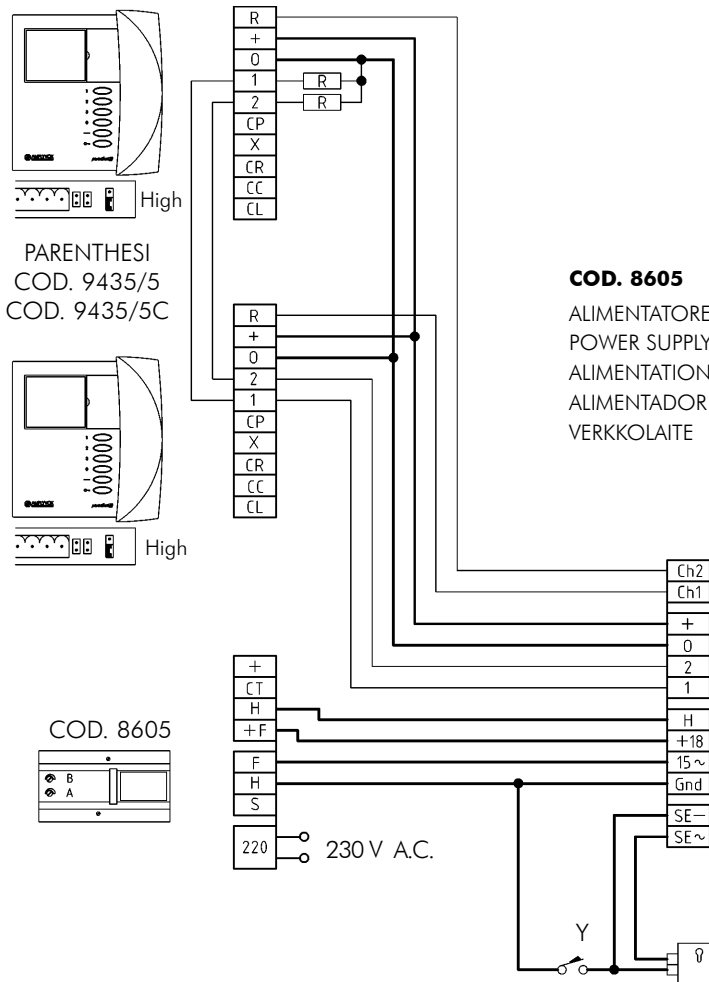 R
+
0
1
2
CP
X
CR
CC
CL
R
R
High
PARENTHESI
COD. 9435/5
COD. 9435/5C
R
+
0
2
1
CP
X
CR
CC
CL
High
COD. 8605
ALIMENTATORE
POWER SUPPLY
ALIMENTATION
ALIMENTADOR
VERKKOLAITE
Ch2
Ch1
+
0
2
1
H
+18
15~
Gnd
SE−
SE~
+
CT
H
+F
F
H
S
220
230 V A.C.
COD. 8605
B
A
Y